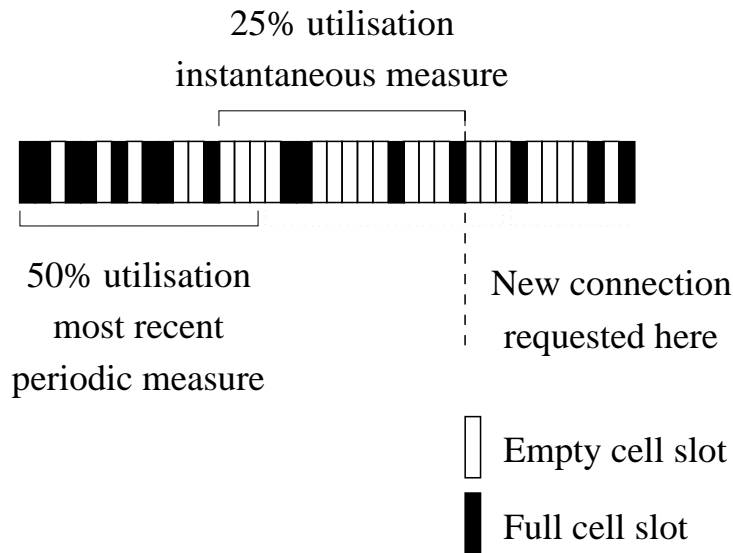 25% utilisation
instantaneous measure
50% utilisation
most recent
periodic measure
New connection
requested here
Empty cell slot
Full cell slot